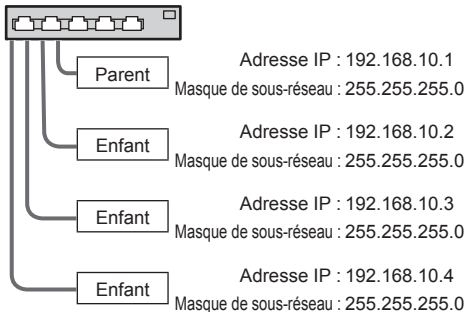 Adresse IP : 192.168.10.1
Parent
Masque de sous-réseau : 255.255.255.0
Adresse IP : 192.168.10.2
Enfant
Masque de sous-réseau : 255.255.255.0
Adresse IP : 192.168.10.3
Enfant
Masque de sous-réseau : 255.255.255.0
Adresse IP : 192.168.10.4
Enfant
Masque de sous-réseau : 255.255.255.0